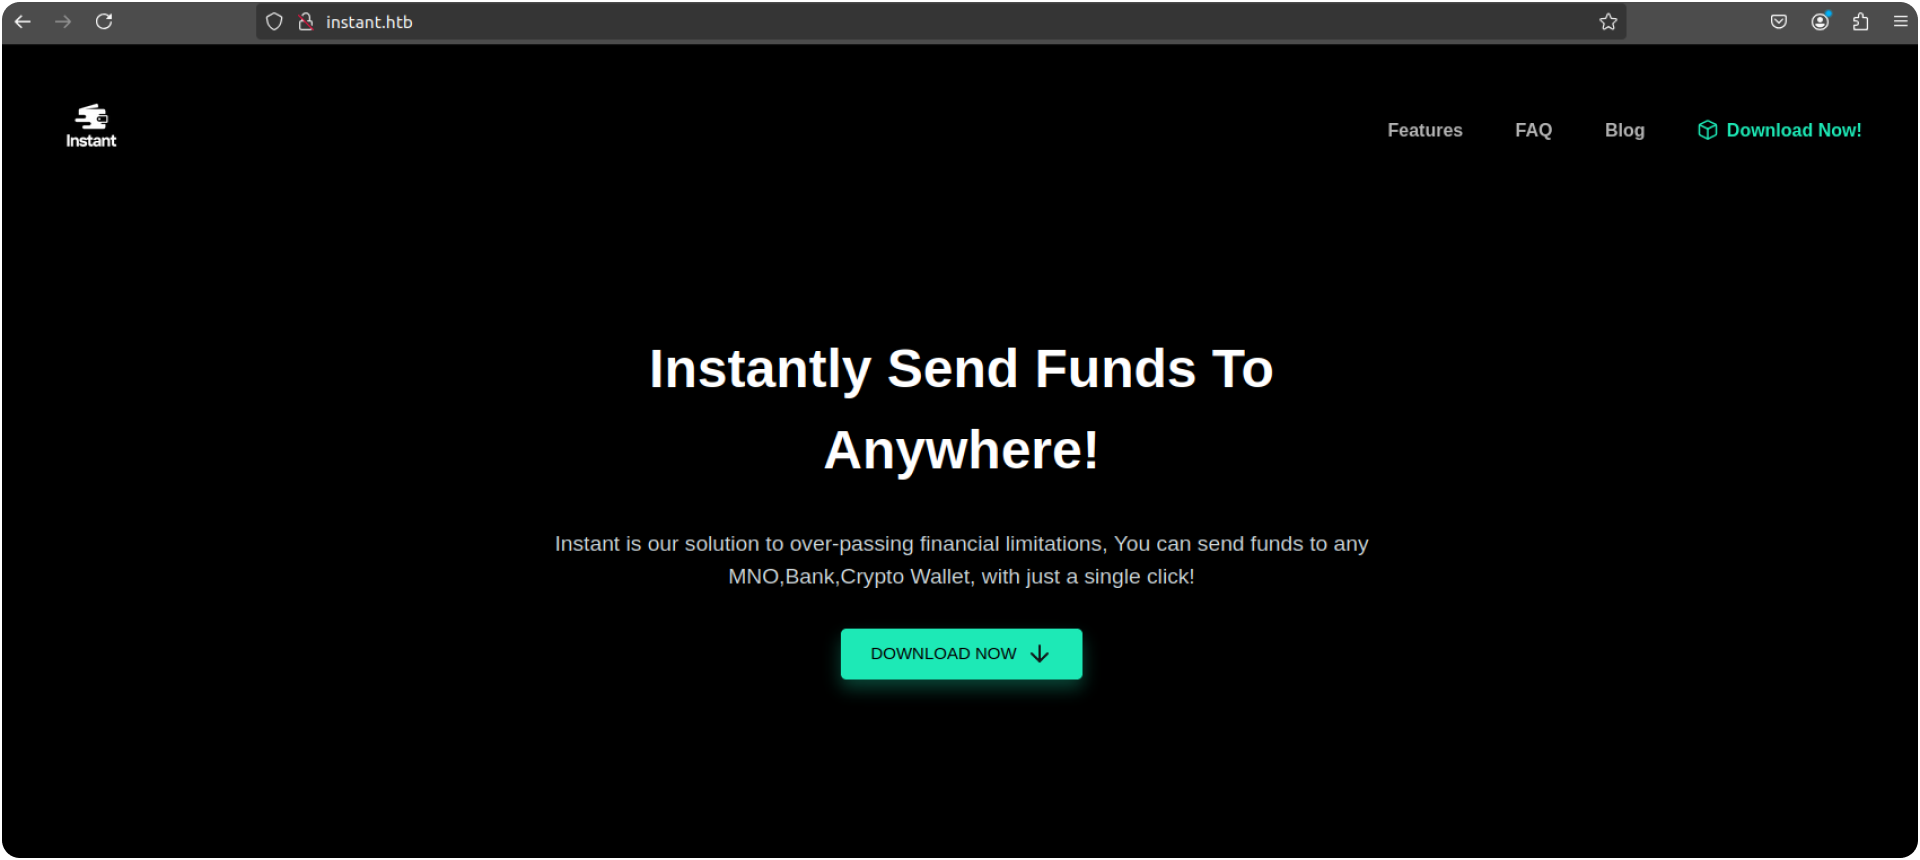 instant.htb
Instant
Features
FAQ
Blog
Download Now!
Instantly Send Funds To
Anywhere!
Instant is our solution to over-passing financial limitations, You can send funds to any
MNO,Bank,Crypto Wallet, with just a single click!
DOWNLOAD NOW